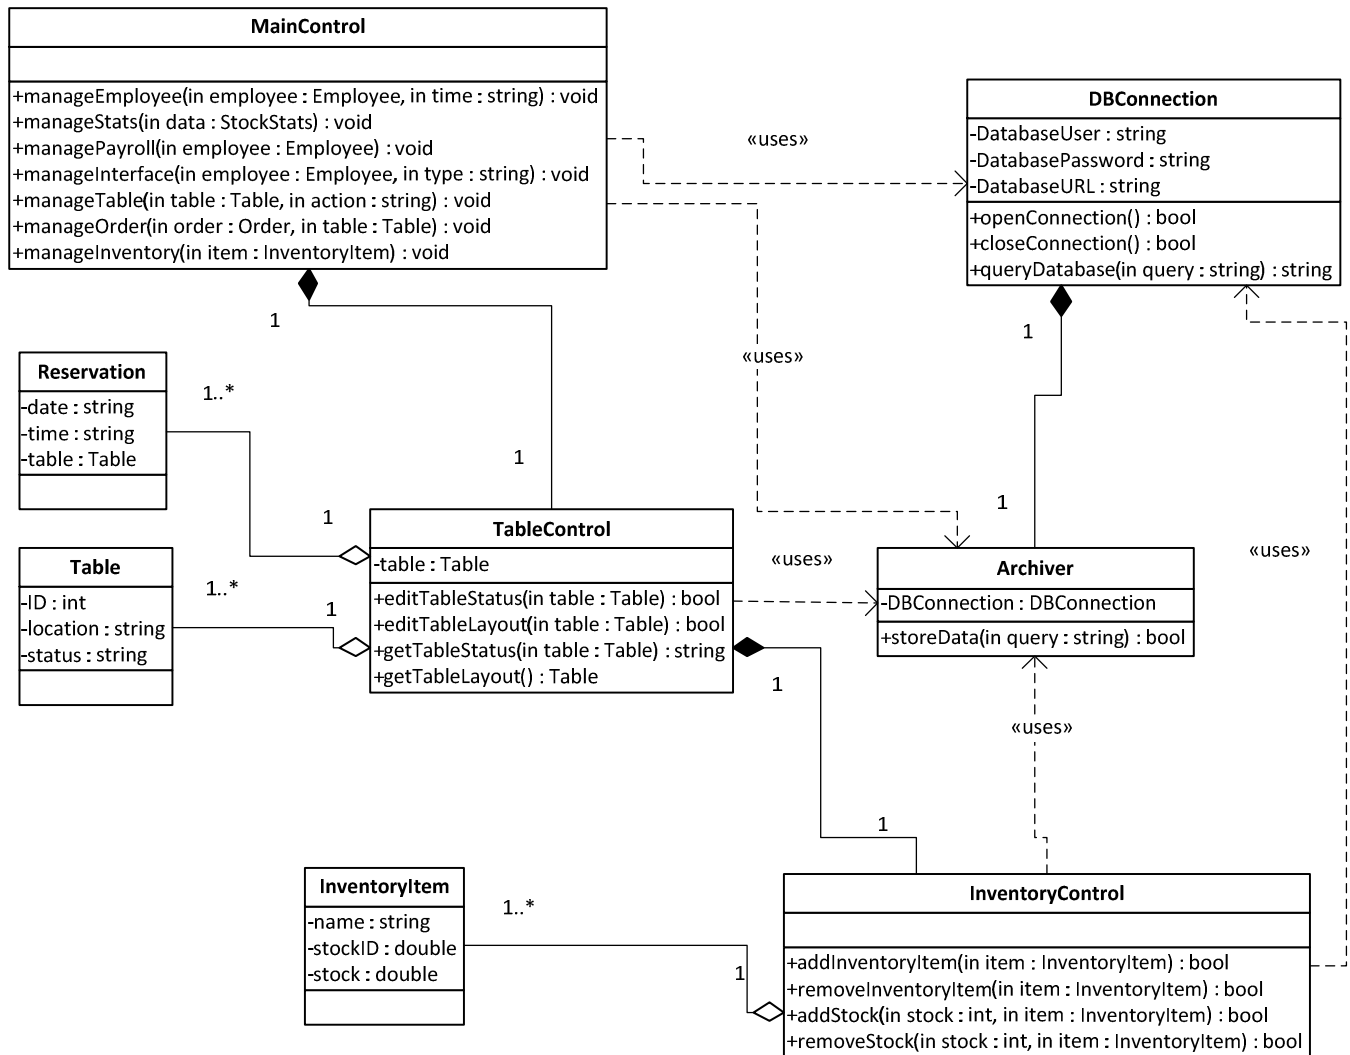 MainControl
+manageEmployee(in employee : Employee, in time : string) : void
+manageStats(in data : StockStats) : void
+managePayroll(in employee : Employee) : void
+manageInterface(in employee : Employee, in type : string) : void
+manageTable(in table : Table, in action : string) : void
+manageOrder(in order : Order, in table : Table) : void
+manageInventory(in item : InventoryItem) : void
«uses»
DBConnection
-DatabaseUser : string
-DatabasePassword : string
-DatabaseURL : string
+openConnection() : bool
+closeConnection() : bool
+queryDatabase(in query : string) : string
1
1
«uses»
Reservation
-date : string
-time : string
-table : Table
1..*
1
1
1
Table
-ID : int
-location : string
-status : string
1..*
1
TableControl
-table : Table
+editTableStatus(in table : Table) : bool
+editTableLayout(in table : Table) : bool
+getTableStatus(in table : Table) : string
+getTableLayout() : Table
«uses»
Archiver
-DBConnection : DBConnection
+storeData(in query : string) : bool
«uses»
1
«uses»
1
InventoryItem
-name : string
-stockID : double
-stock : double
1..*
1
InventoryControl
+addInventoryItem(in item : InventoryItem) : bool
+removeInventoryItem(in item : InventoryItem) : bool
+addStock(in stock : int, in item : InventoryItem) : bool
+removeStock(in stock : int, in item : InventoryItem) : bool